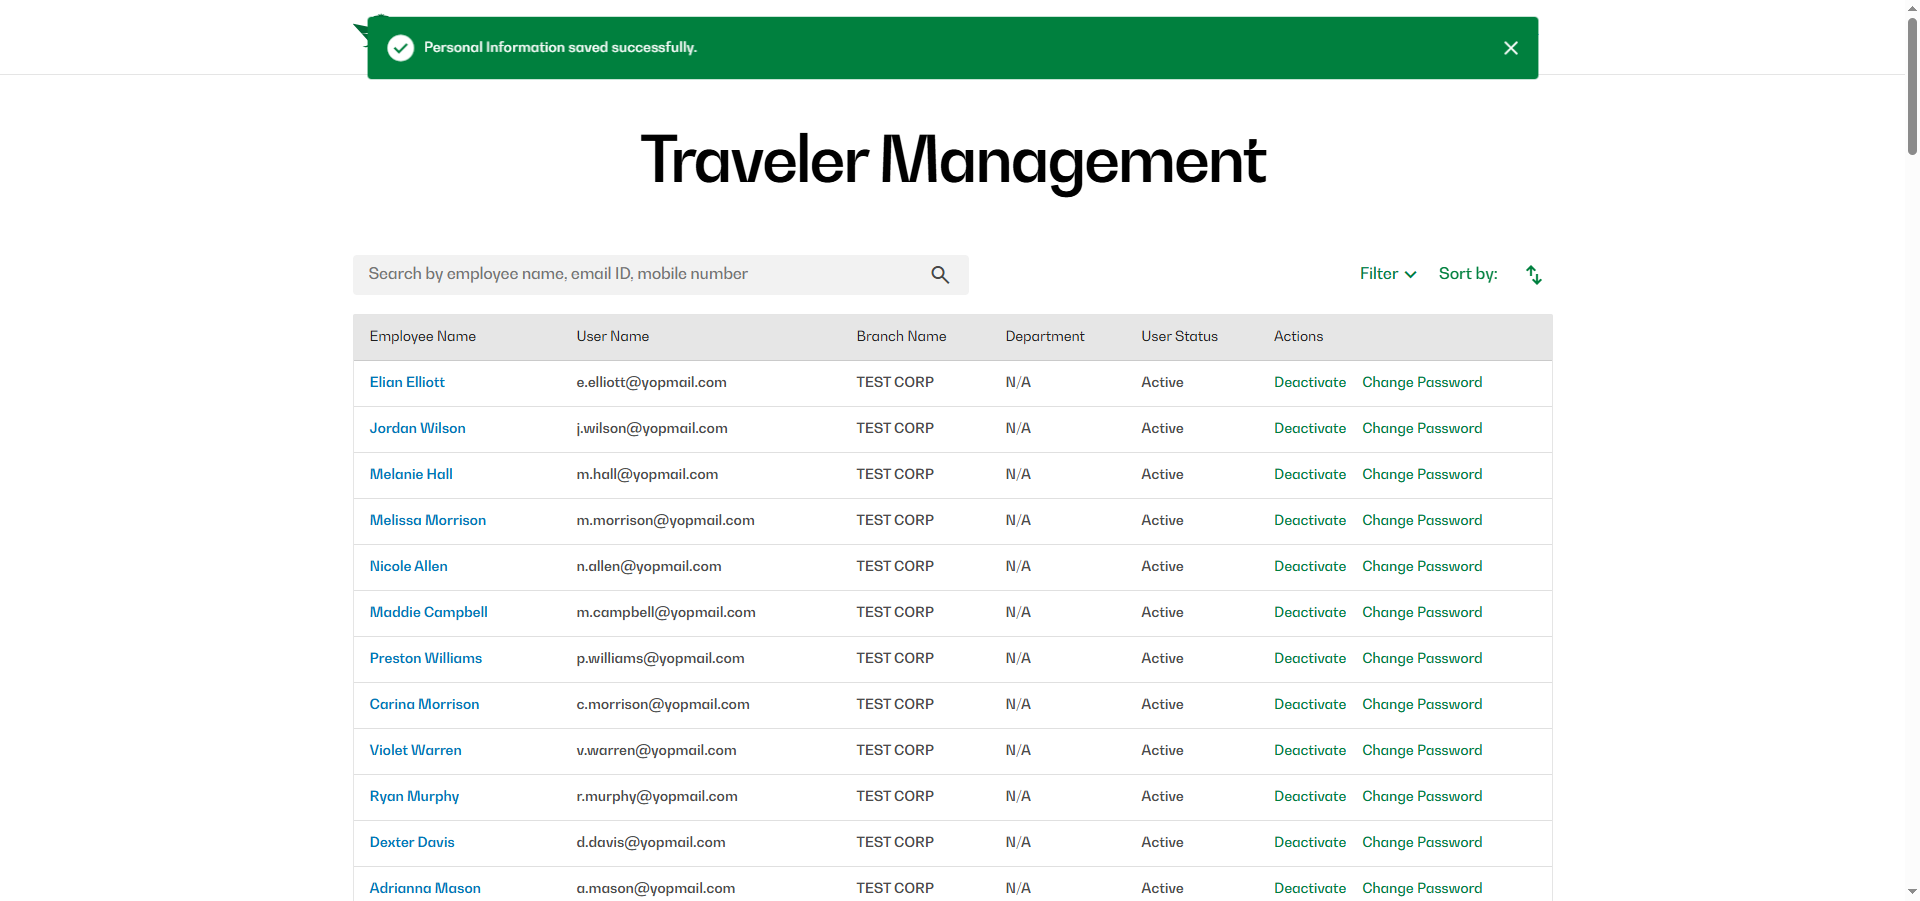 Personal Information saved successfully.
Traveler Management
Search by employee name, email ID, mobile number
Filter Sort by:
Employee Name User Name Branch Name Department User Status Actions
Elian Elliott e.elliott@yopmail.com TEST CORP N/A Active Deactivate Change Password
Jordan Wilson j.wilson@yopmail.com TEST CORP N/A Active Deactivate Change Password
Melanie Hall m.hall@yopmail.com TEST CORP N/A Active Deactivate Change Password
Melissa Morrison m.morrison@yopmail.com TEST CORP N/A Active Deactivate Change Password
Nicole Allen n.allen@yopmail.com TEST CORP N/A Active Deactivate Change Password
Maddie Campbell m.campbell@yopmail.com TEST CORP N/A Active Deactivate Change Password
Preston Williams p.williams@yopmail.com TEST CORP N/A Active Deactivate Change Password
Carina Morrison c.morrison@yopmail.com TEST CORP N/A Active Deactivate Change Password
Violet Warren v.warren@yopmail.com TEST CORP N/A Active Deactivate Change Password
Ryan Murphy r.murphy@yopmail.com TEST CORP N/A Active Deactivate Change Password
Dexter Davis d.davis@yopmail.com TEST CORP N/A Active Deactivate Change Password
Adrianna Mason a.mason@yopmail.com TEST CORP N/A Active Deactivate Change Password